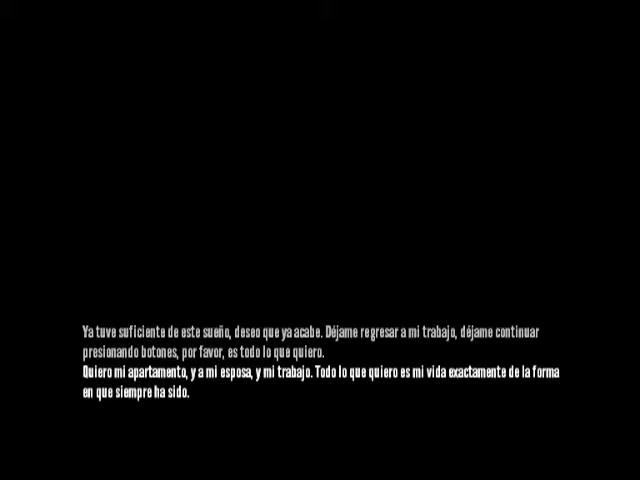 Ya tuve suficiente de este sueño, deseo que ya acabe. Déjame regresar a mi trabajo, déjame continuar
presionando botones, por favor, es todo lo que quiero.
Quiero mi apartamento, y a mi esposa, y mi trabajo. Todo lo que quiero es mi vida exactamente de la forma
en que siempre ha sido.